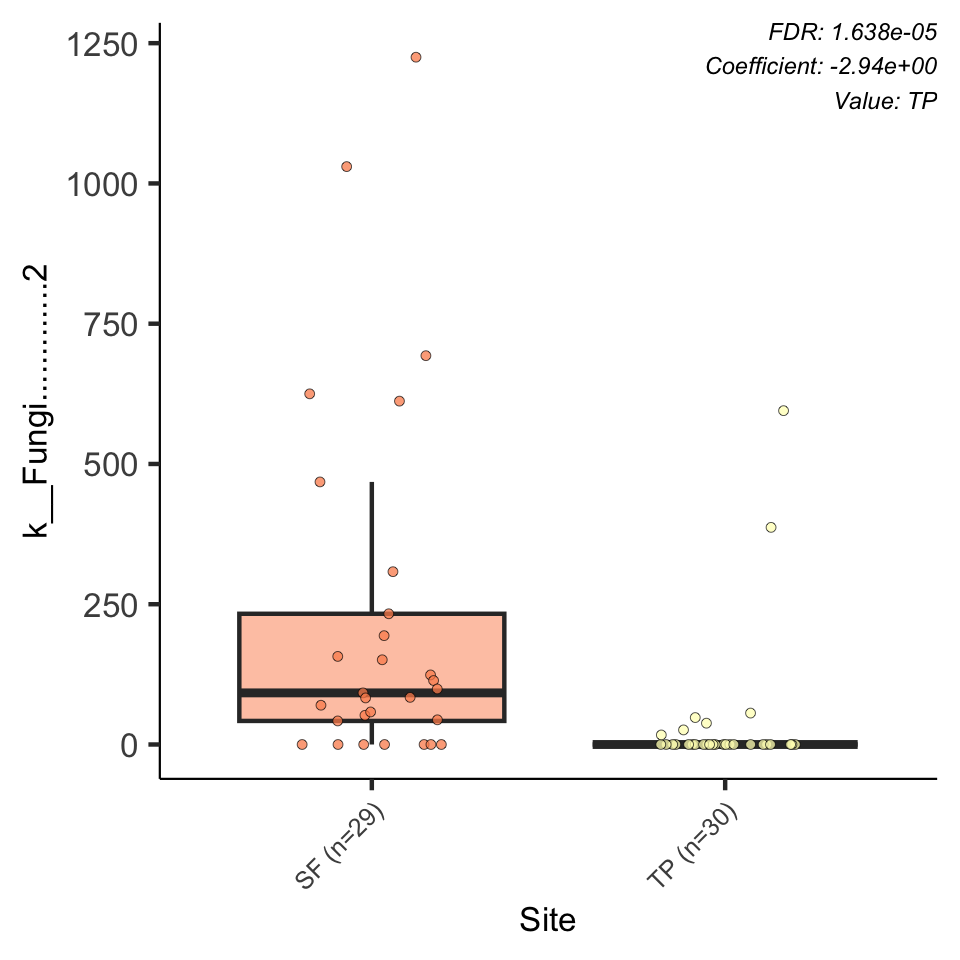 FDR: 1.638e-05
Coefficient: -2.94e+00
Value: TP
1250
1000
750
500
250
0
k__Fungi............2
SF (n=29)
TP (n=30)
Site